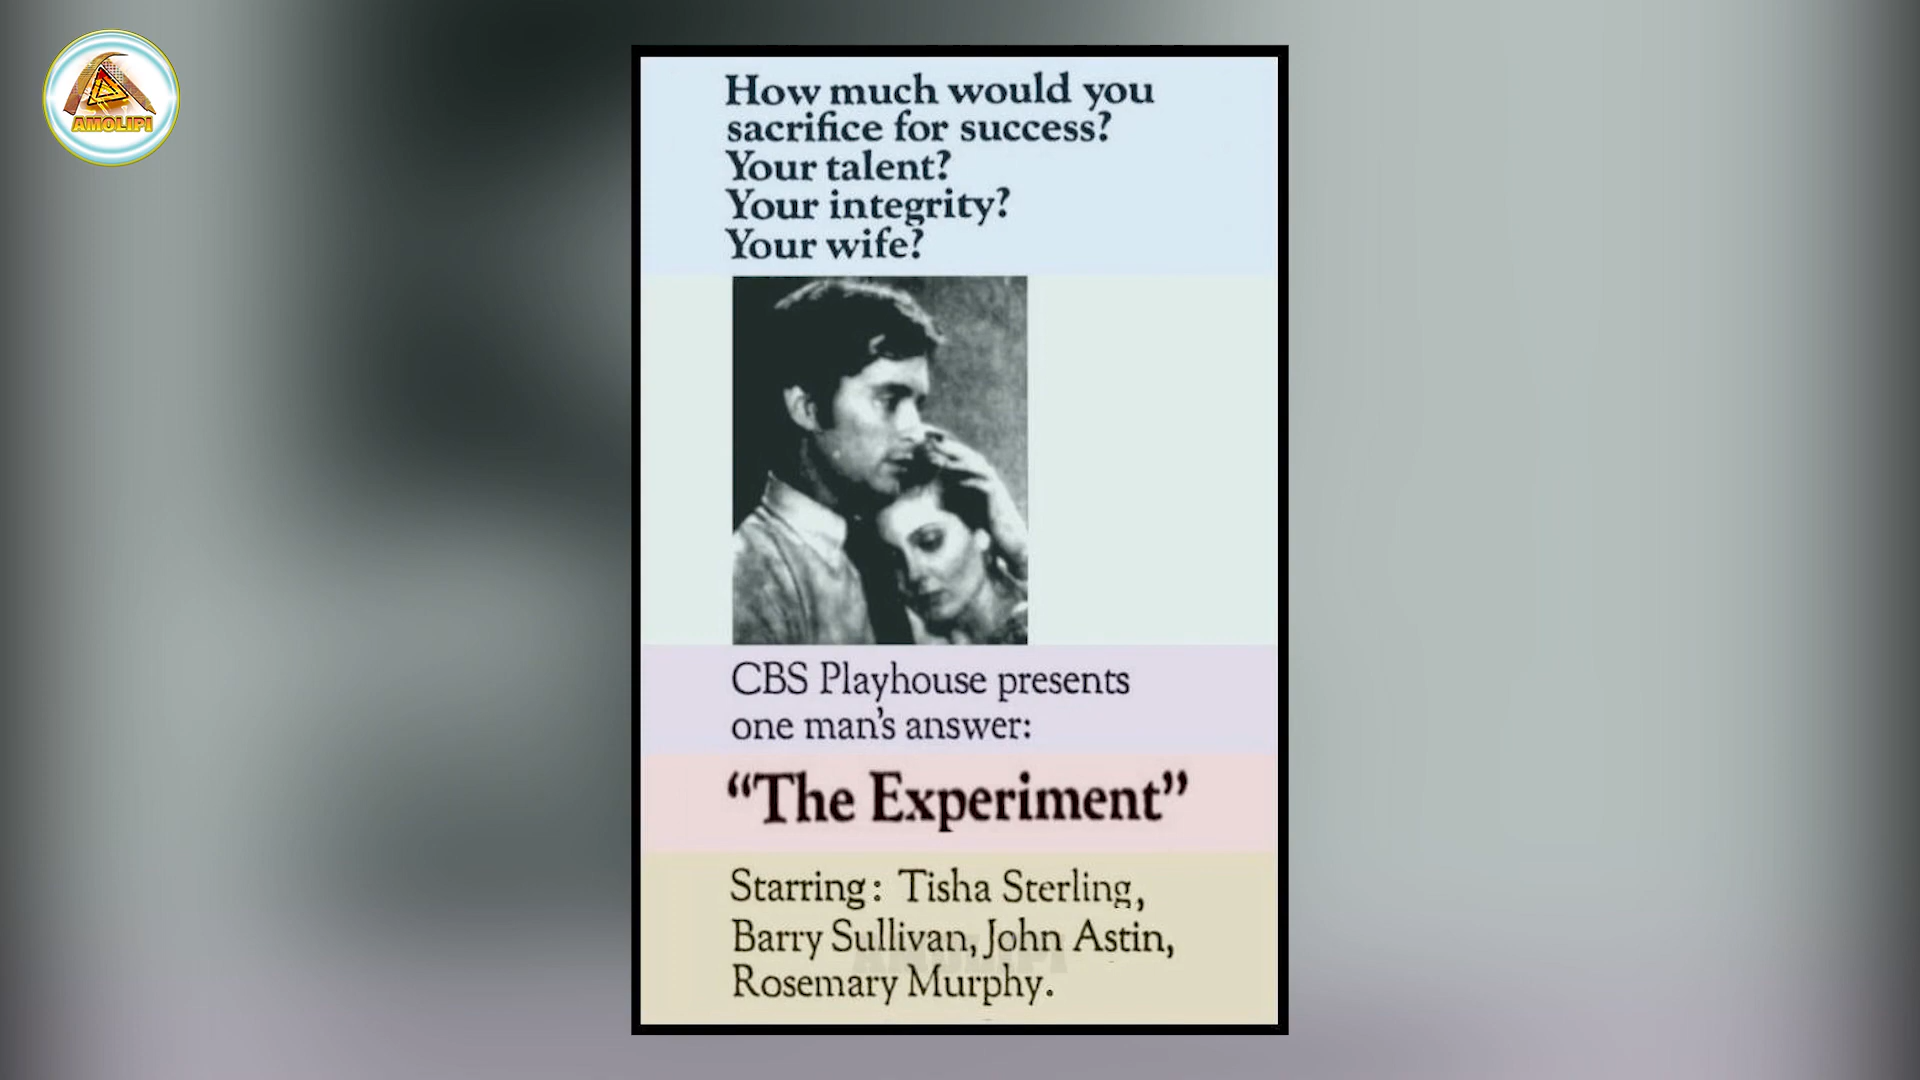 AMOLIPI
How much would you
sacrifice for success?
Your talent?
Your integrity?
Your wife?
CBS Playhouse presents
one man's answer:
“The Experiment”
Starring: Tisha Sterling,
Barry Sullivan, John Astin,
AMOLIPI
Rosemary Murphy.